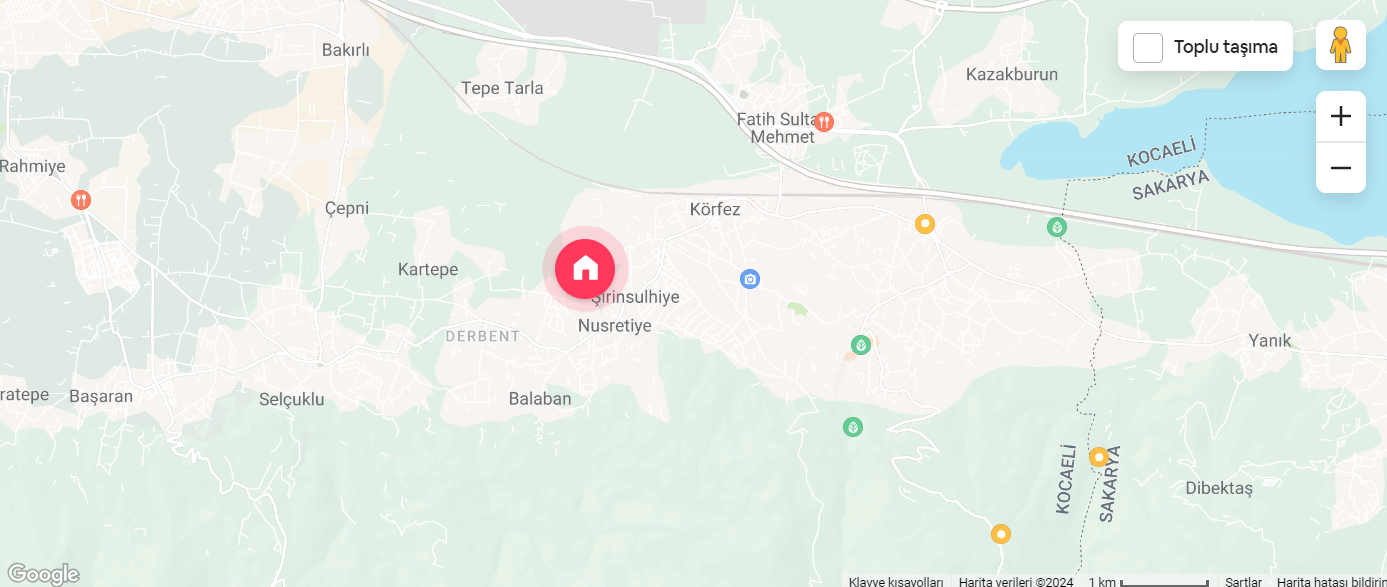 Bakırlı
Toplu taşıma
Kazakburun
Tepe Tarla
Fatih Sulta
Mehmet
KOCAELİ
SAKARYA
Rahmiye
Çepni
Körfez
Kartepe
Şirinsulhiye
Nusretiye
DERBENT
Yanık
ratepe
Başaran
Selçuklu
Balaban
KOCAELİ
SAKARYA
Dibektaş
Google
Klavye kısayolları
Harita verileri ©2024
1 km
Şartlar
Harita hatası bildirin